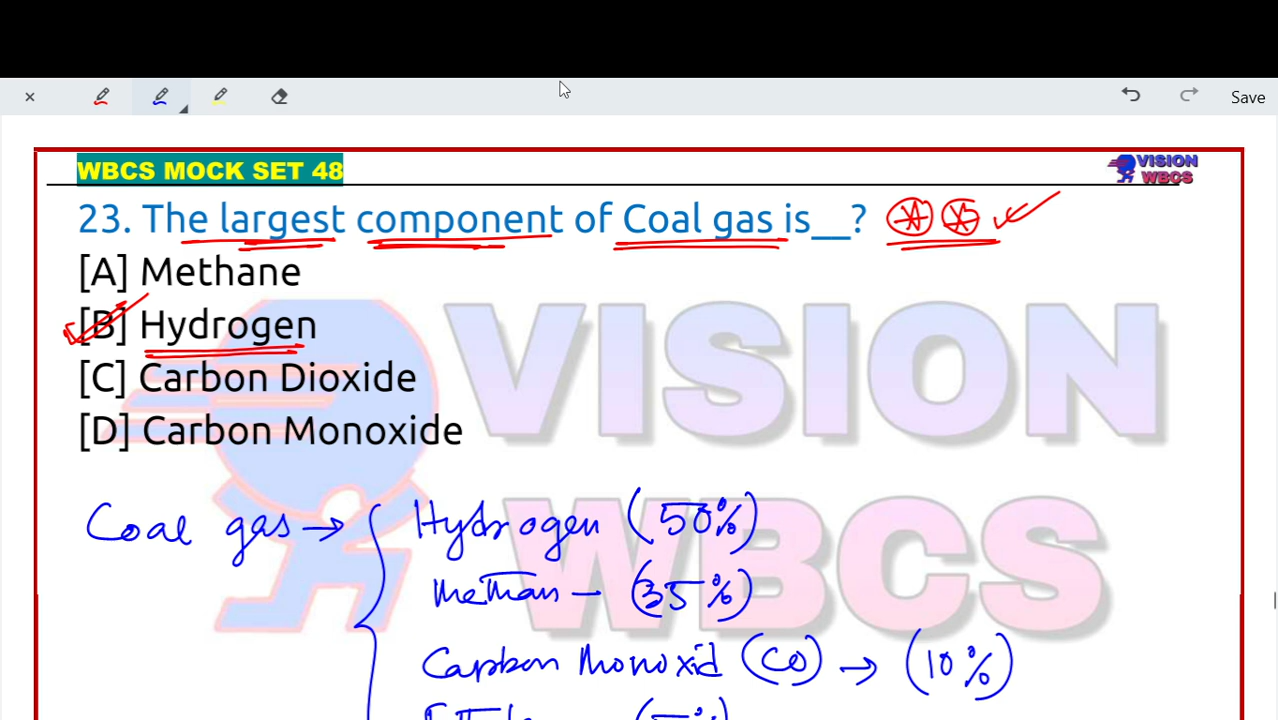 Save
WBCS MOCK SET 48
VISION
WBCS
23. The largest component of Coal gas is__?
[A] Methane
[B] Hydrogen
[C] Carbon Dioxide
[D] Carbon Monoxide
VISION
WBCS
Coal gas → Hydrogen (50%)
Methan - (35%)
Carbon Monoxid (CO) → (10%)